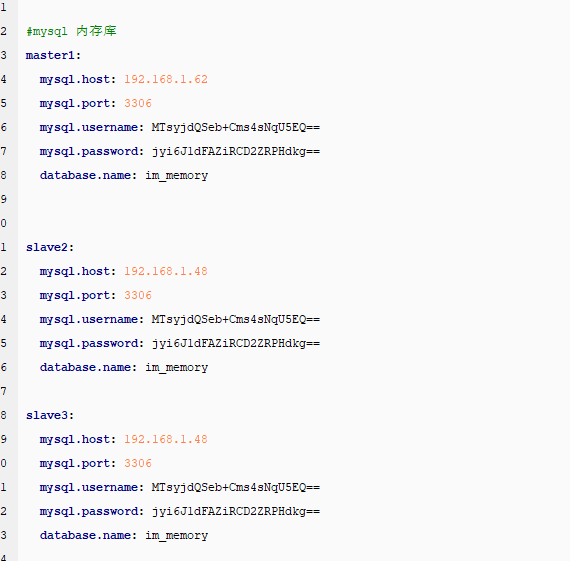 1
2 #mysql 内存库
3 master1:
4 mysql.host: 192.168.1.62
5 mysql.port: 3306
6 mysql.username: MTsyjdQSeb+Cms4sNqU5EQ==
7 mysql.password: jyi6JldFAZiRCD2ZRPHdkg==
8 database.name: im_memory
9
0
1 slave2:
2 mysql.host: 192.168.1.48
3 mysql.port: 3306
4 mysql.username: MTsyjdQSeb+Cms4sNqU5EQ==
5 mysql.password: jyi6JldFAZiRCD2ZRPHdkg==
6 database.name: im_memory
7
8 slave3:
9 mysql.host: 192.168.1.48
0 mysql.port: 3306
1 mysql.username: MTsyjdQSeb+Cms4sNqU5EQ==
2 mysql.password: jyi6JldFAZiRCD2ZRPHdkg==
3 database.name: im_memory
4